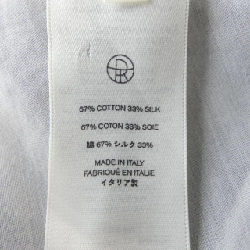 67% COTTON 33% SILK
67% COTON 33% SOIE
綿 67% シルク 33%
MADE IN ITALY
FABRIQUÉ EN ITALIE
イタリア製